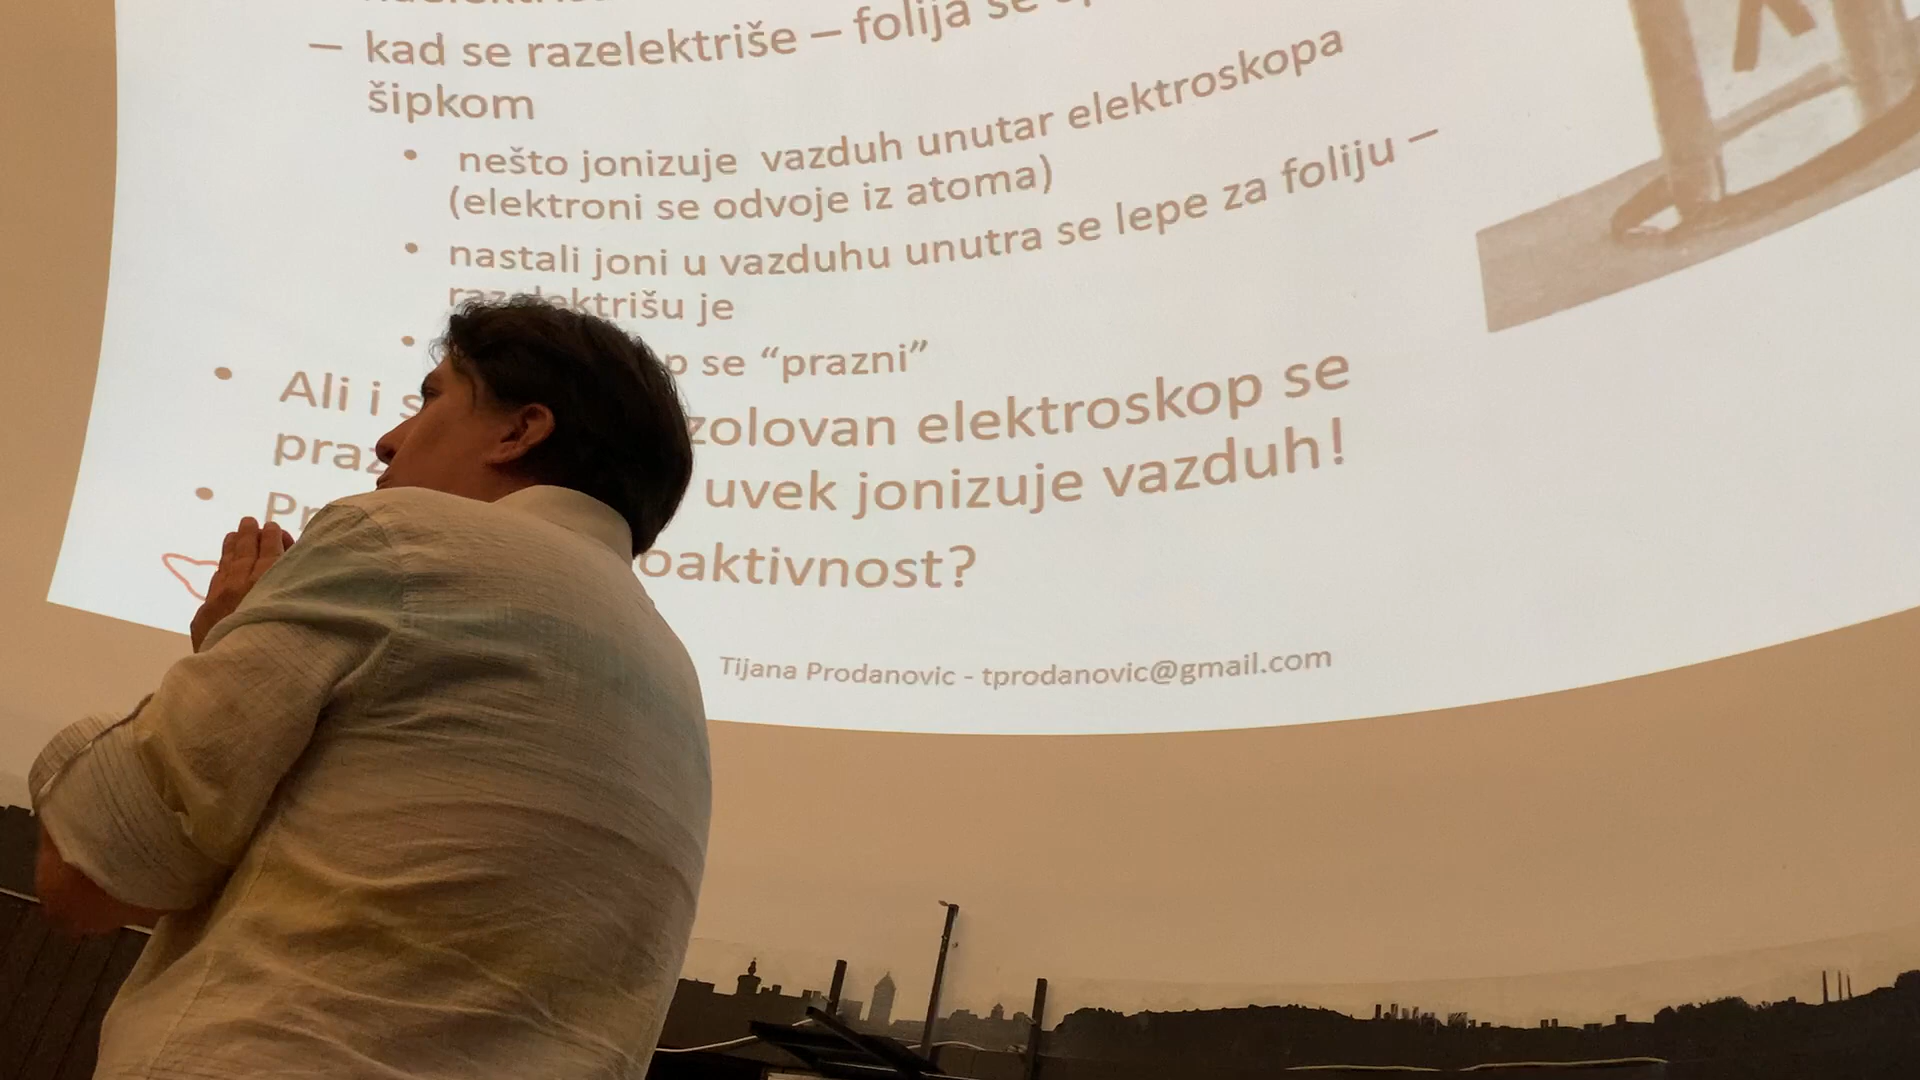 – kad se razelektriše – folija se
šipkom
• nešto jonizuje vazduh unutar elektroskopa
(elektroni se odvoje iz atoma)
• nastali joni u vazduhu unutra se lepe za foliju –
razelektrišu je
• se “prazni”
• Ali i elektroskop se
uvek jonizuje vazduh!
•
Tijana Prodanovic - tprodanovic@gmail.com